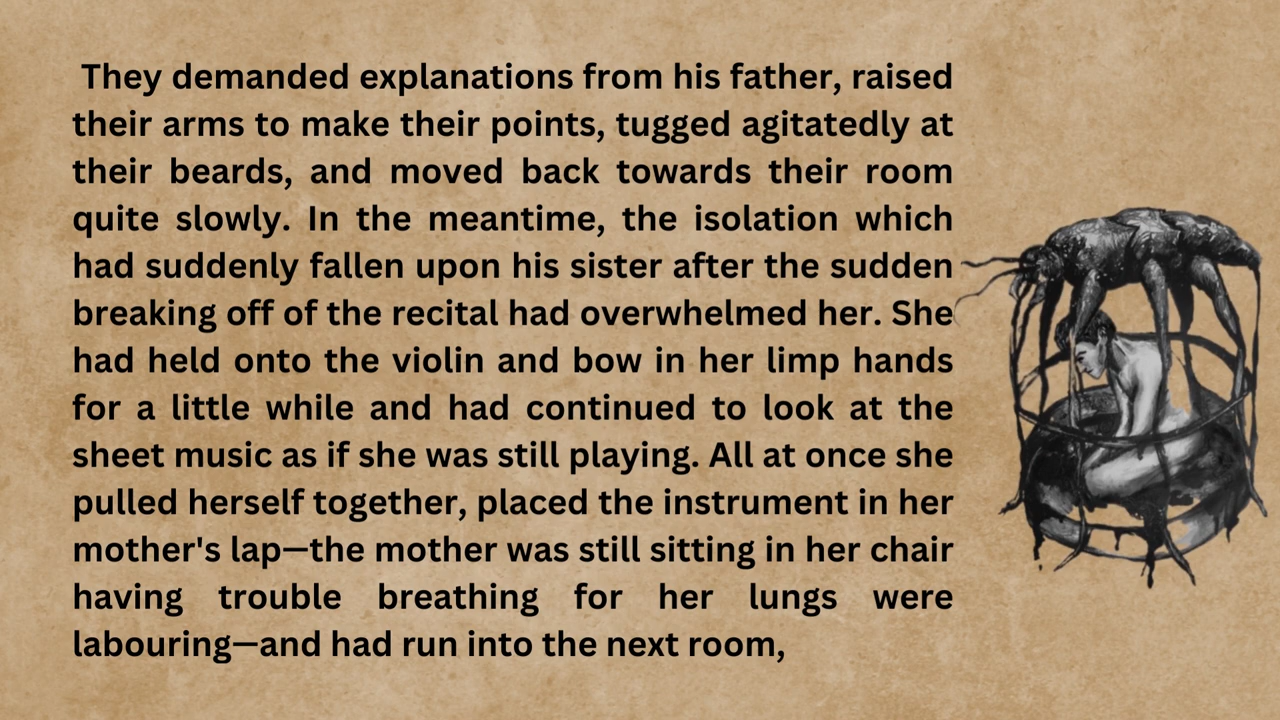 They demanded explanations from his father, raised
their arms to make their points, tugged agitatedly at
their beards, and moved back towards their room
quite slowly. In the meantime, the isolation which
had suddenly fallen upon his sister after the sudden
breaking off of the recital had overwhelmed her. She
had held onto the violin and bow in her limp hands
for a little while and had continued to look at the
sheet music as if she was still playing. All at once she
pulled herself together, placed the instrument in her
mother's lap—the mother was still sitting in her chair
having trouble breathing for her lungs were
labouring—and had run into the next room,